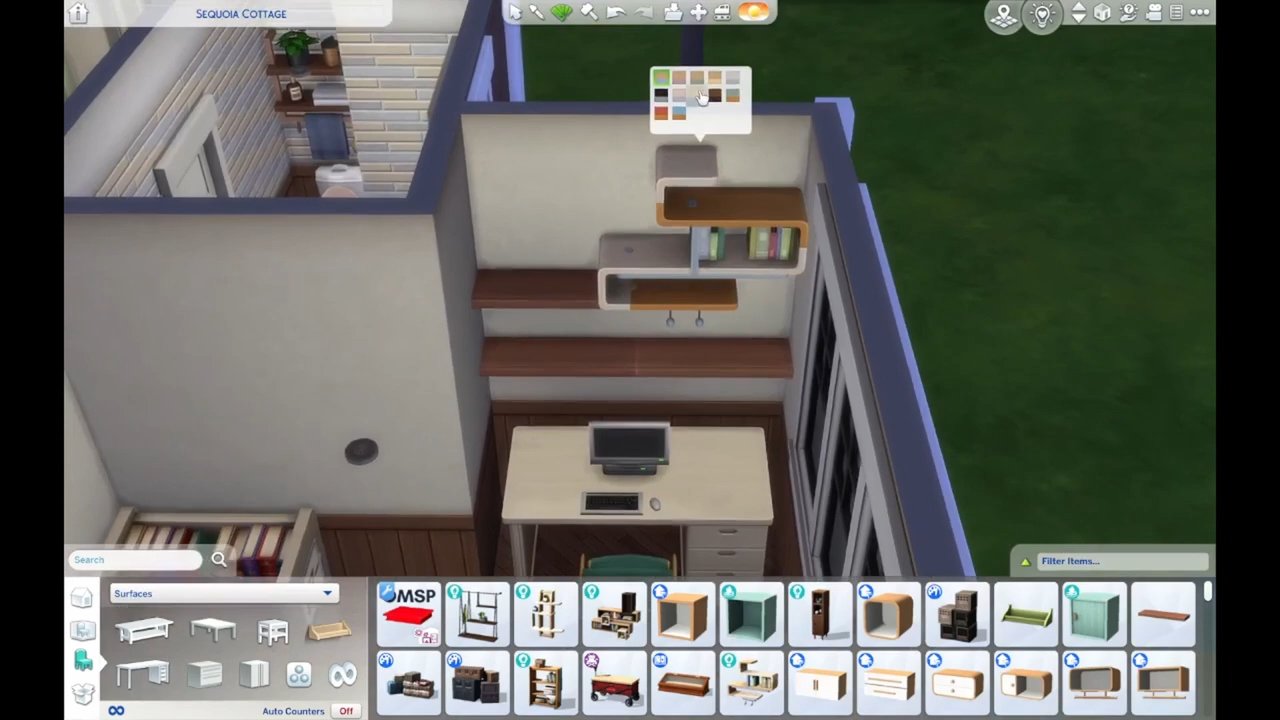 SEQUOIA COTTAGE
Search
Filter Items...
Surfaces
MSP
Auto Counters Off